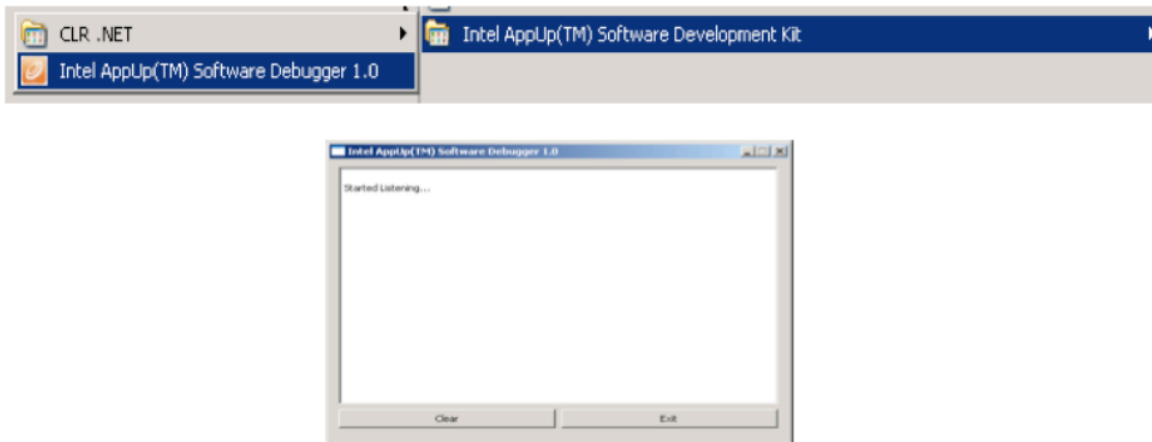 CLR .NET
Intel AppUp(TM) Software Development Kit
Intel AppUp(TM) Software Debugger 1.0
Intel AppUp(TM) Software Debugger 1.0
Started Listening...
Clear
Exit